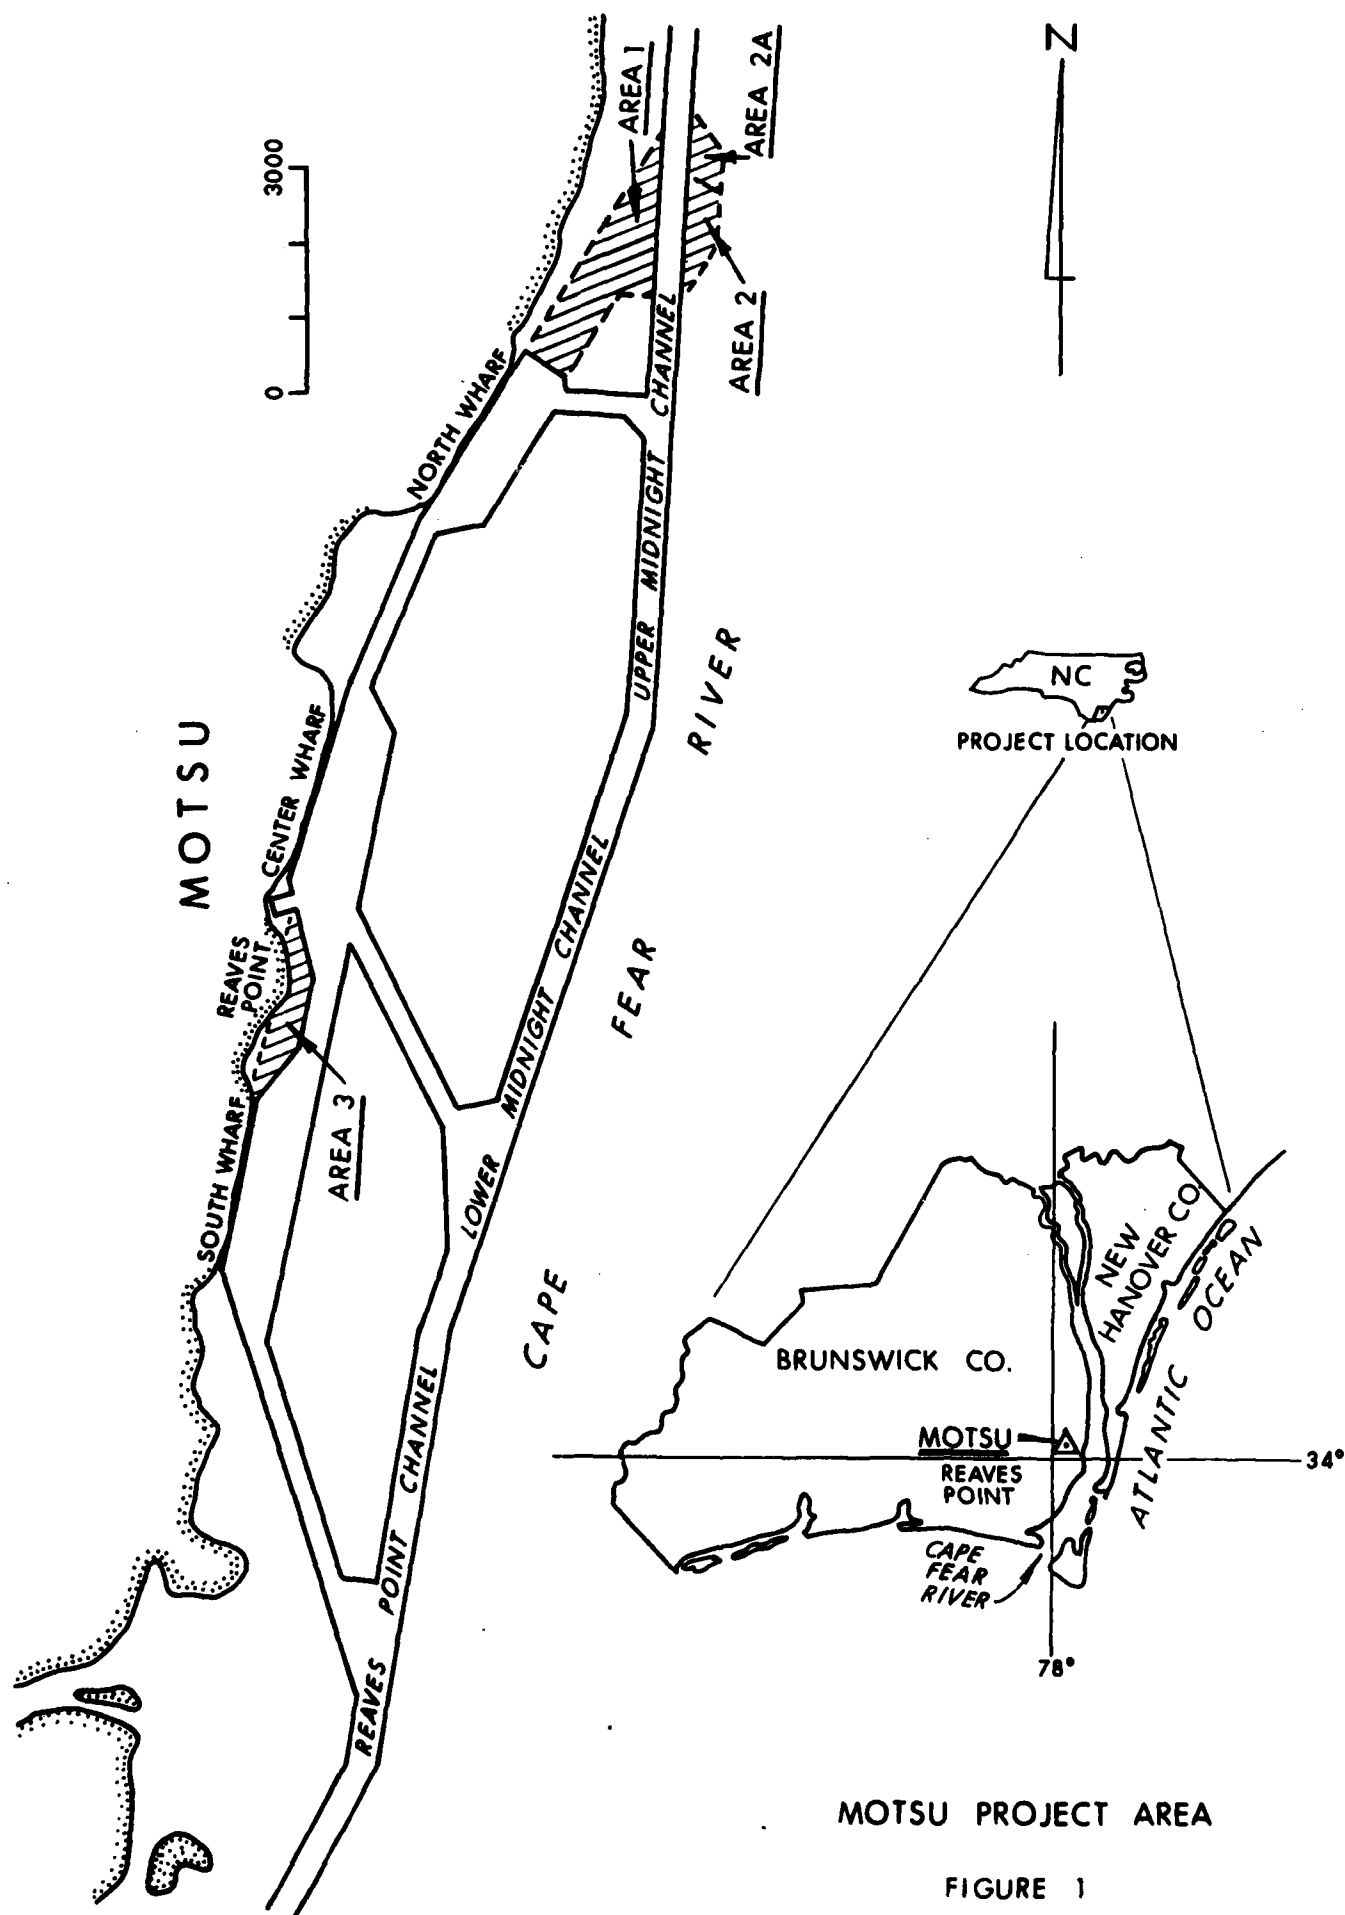 AREA 1
AREA 2A
AREA 2
N
3000
0
NORTH WHARF
CHANNEL
UPPER MIDNIGHT
RIVER
MOTSU
CENTER WHARF
REAVES
POINT
SOUTH WHARF
AREA 3
LOWER MIDNIGHT CHANNEL
FEAR
CAPE
REAVES POINT CHANNEL
NC
PROJECT LOCATION
NEW
HANOVER CO.
ATLANTIC OCEAN
BRUNSWICK CO.
MOTSU
REAVES
POINT
34°
CAPE
FEAR
RIVER
78°
MOTSU PROJECT AREA
FIGURE 1